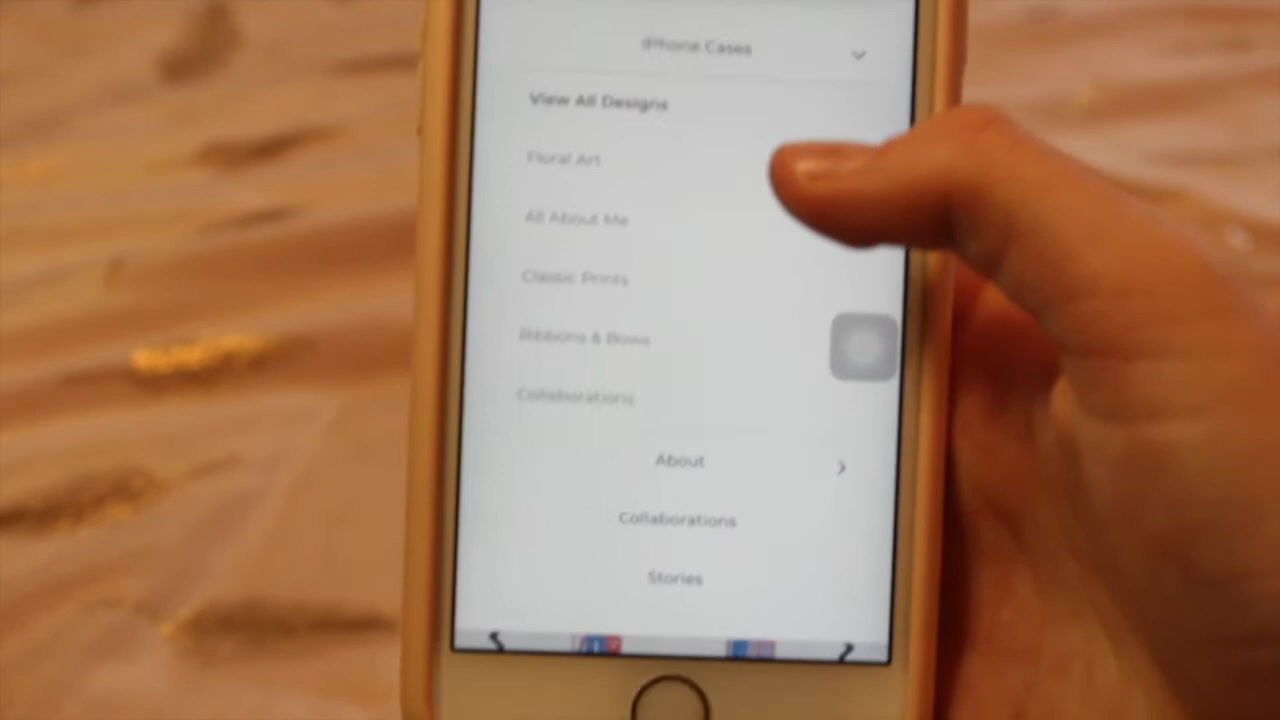 iPhone Cases
View All Designs
Floral Art
All About Me
Classic Prints
Ribbons & Bows
Collaborations
About
Collaborations
Stories